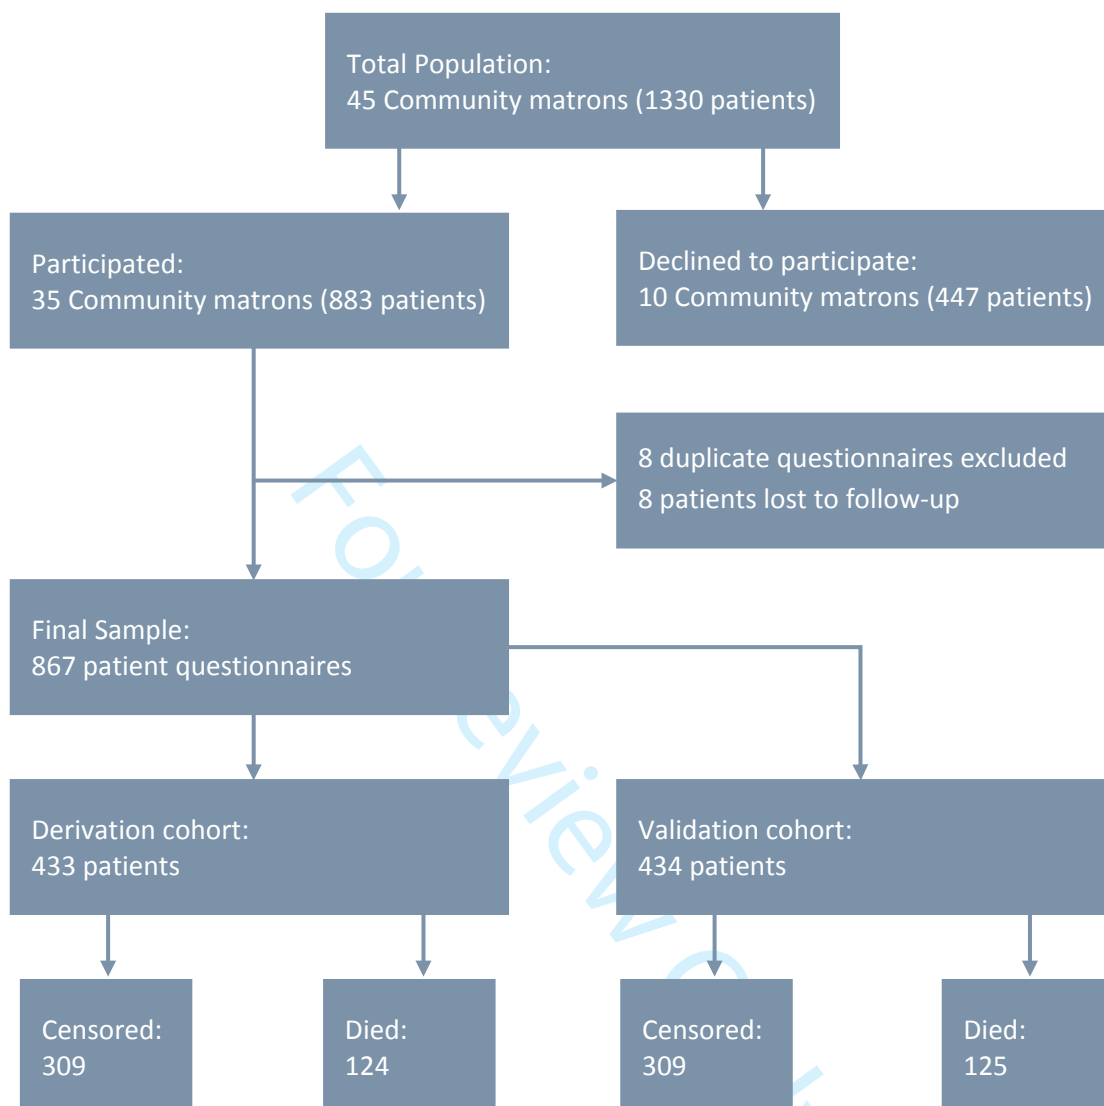 Total Population:
45 Community matrons (1330 patients)
Participated:
35 Community matrons (883 patients)
Declined to participate:
10 Community matrons (447 patients)
8 duplicate questionnaires excluded
8 patients lost to follow-up
Final Sample:
867 patient questionnaires
Derivation cohort:
433 patients
Validation cohort:
434 patients
Censored:
309
Died:
124
Censored:
309
Died:
125